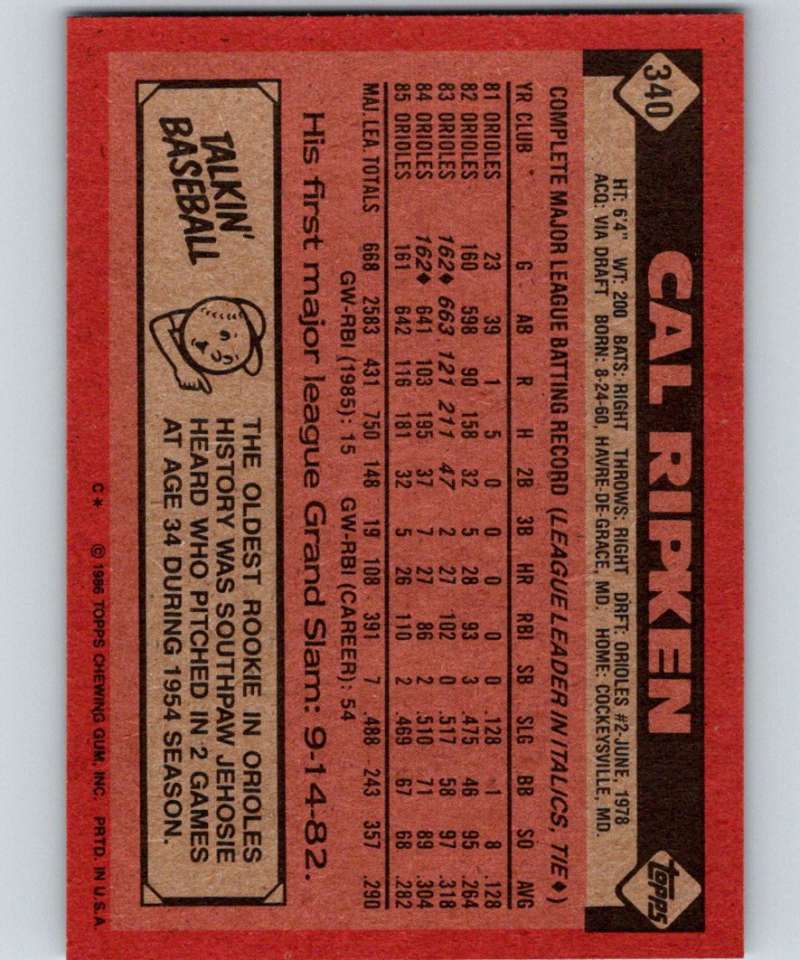 340
CAL RIPKEN
topps
HT: 6'4" WT: 200 BATS: RIGHT THROWS: RIGHT DRFT: ORIOLES #2-JUNE, 1978
ACQ: VIA DRAFT BORN: 8-24-60, HAVRE-DE-GRACE, MD. HOME: COCKEYSVILLE, MD.
COMPLETE MAJOR LEAGUE BATTING RECORD (LEAGUE LEADER IN ITALICS, TIE♦)
YR CLUB G AB R H 2B 3B HR RBI SB SLG BB SO AVG
81 ORIOLES 23 39 1 5 0 0 0 0 0 .128 1 8 .128
82 ORIOLES 160 598 90 158 32 5 28 93 3 .475 46 95 .264
83 ORIOLES 162♦ 663 121 211 47 2 27 102 0 .517 58 97 .318
84 ORIOLES 162♦ 641 103 195 37 7 27 86 2 .510 71 89 .304
85 ORIOLES 161 642 116 181 32 5 26 110 2 .469 67 68 .282
MAJ. LEA. TOTALS 668 2583 431 750 148 19 108 391 7 .488 243 357 .290
GW-RBI (1985): 15 GW-RBI (CAREER): 54
His first major league Grand Slam: 9-14-82.
TALKIN'
BASEBALL
THE OLDEST ROOKIE IN ORIOLES
HISTORY WAS SOUTHPAW JEHOSIE
HEARD WHO PITCHED IN 2 GAMES
AT AGE 34 DURING 1954 SEASON.
C* © 1986 TOPPS CHEWING GUM, INC. PRTD. IN U.S.A.